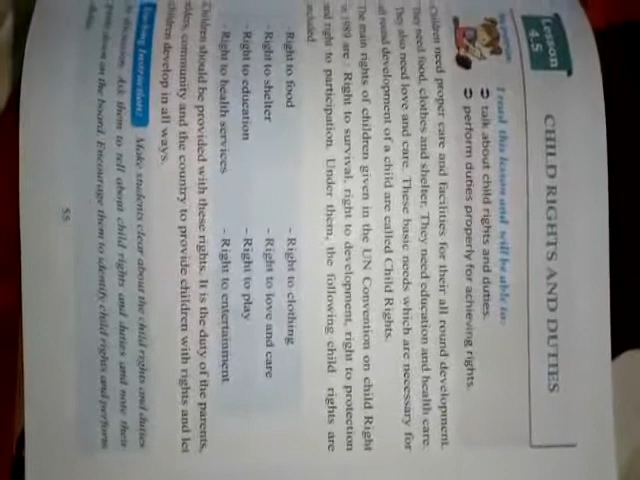 Lesson
4.5
CHILD RIGHTS AND DUTIES
I read this lesson and will be able to:
talk about child rights and duties.
perform duties properly for achieving rights.
Children need proper care and facilities for their all round development.
They need food, clothes and shelter. They need education and health care.
They also need love and care. These basic needs which are necessary for
all round development of a child are called Child Rights.
The main rights of children given in the UN Convention on child Right
in 1989 are : Right to survival, right to development, right to protection
and right to participation. Under them, the following child rights are
included
- Right to food
- Right to clothing
- Right to shelter
- Right to love and care
- Right to education
- Right to play
- Right to health services
- Right to entertainment
Children should be provided with these rights. It is the duty of the parents,
elders, community and the country to provide children with rights and let
children develop in all ways.
Teaching Instruction: Make students clear about the child rights and duties
discussion. Ask them to tell about child rights and duties and note their
down on the board. Encourage them to identify child rights and perform
55